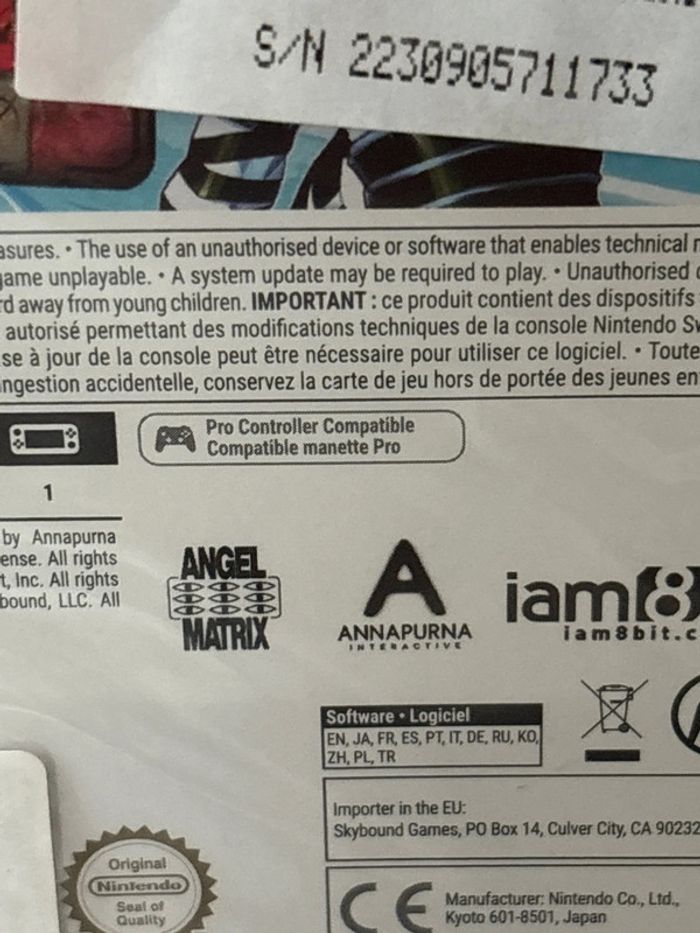 S/N 2230905711733
asures. • The use of an unauthorised device or software that enables technical
game unplayable. • A system update may be required to play. • Unauthorised
rd away from young children. IMPORTANT : ce produit contient des dispositifs
autorisé permettant des modifications techniques de la console Nintendo Sw
se à jour de la console peut être nécessaire pour utiliser ce logiciel. • Toute
ingestion accidentelle, conservez la carte de jeu hors de portée des jeunes en
Pro Controller Compatible
Compatible manette Pro
1
by Annapurna
ense. All rights
t, Inc. All rights
bound, LLC. All
ANGEL
MATRIX
ANNAPURNA
INTERACTIVE
iam8
iam8bit.c
Software • Logiciel
EN, JA, FR, ES, PT, IT, DE, RU, KO,
ZH, PL, TR
Importer in the EU:
Skybound Games, PO Box 14, Culver City, CA 90232
Original
Nintendo
Seal of
Quality
CE
Manufacturer: Nintendo Co., Ltd.,
Kyoto 601-8501, Japan